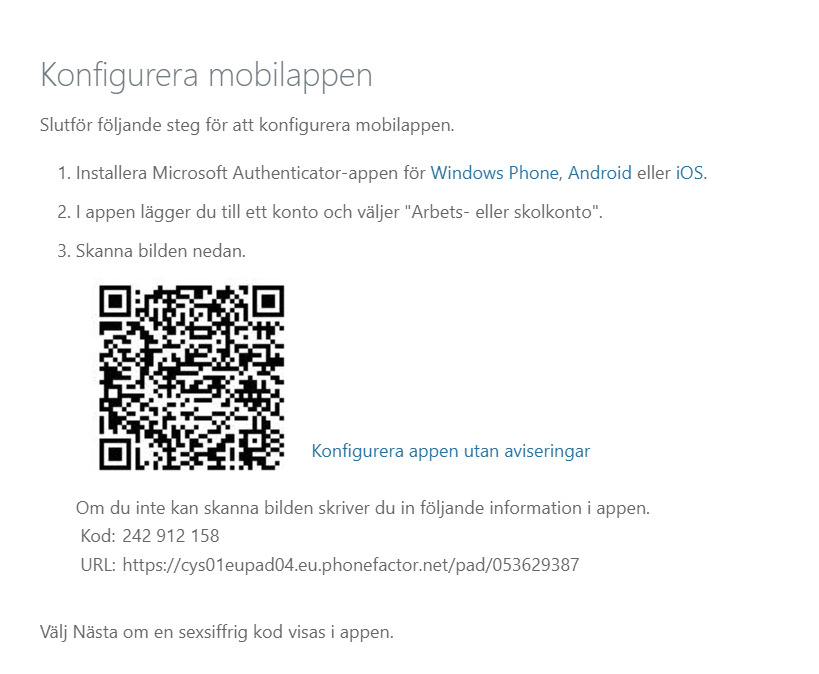 Konfigurera mobilappen
Slutför följande steg för att konfigurera mobilappen.
1. Installera Microsoft Authenticator-appen för Windows Phone, Android eller iOS.
2. I appen lägger du till ett konto och väljer "Arbets- eller skolkonto".
3. Skanna bilden nedan.
Konfigurera appen utan aviseringar
Om du inte kan skanna bilden skriver du in följande information i appen.
Kod: 242 912 158
URL: https://cys01eupad04.eu.phonefactor.net/pad/053629387
Välj Nästa om en sexsiffrig kod visas i appen.